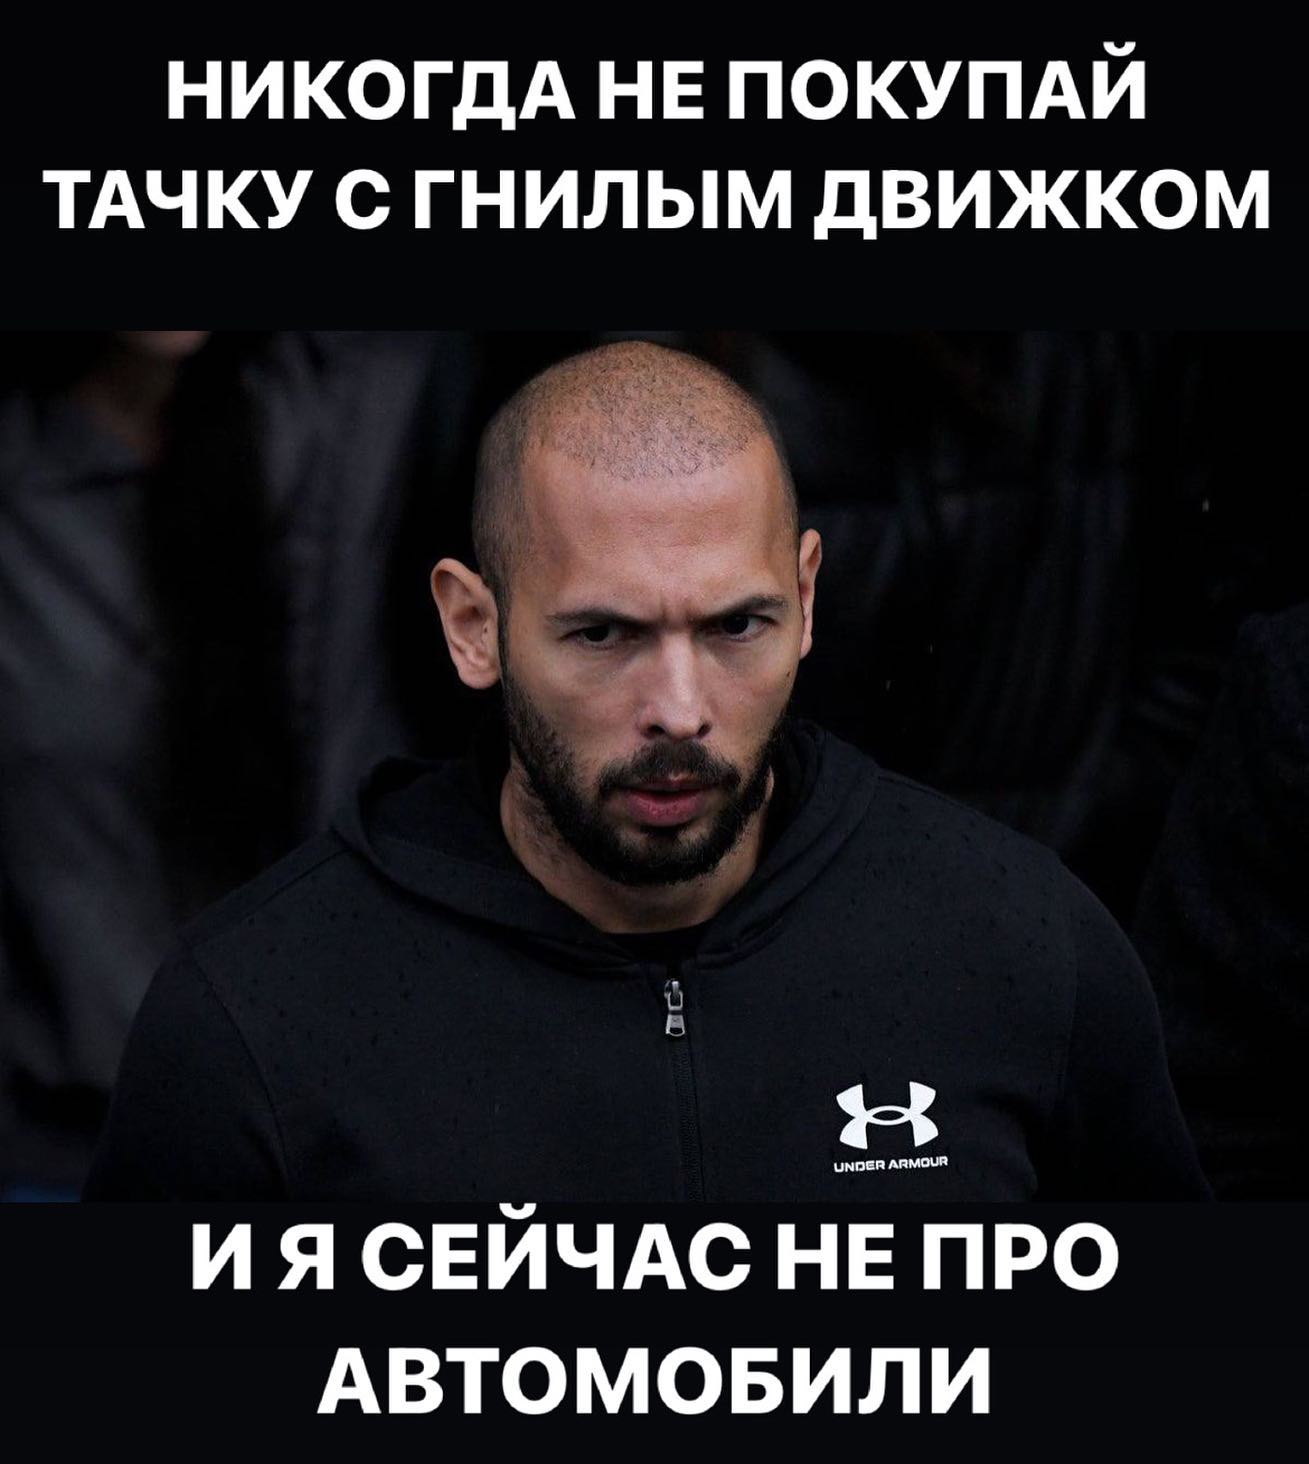 НИКОГДА НЕ ПОКУПАЙ
ТАЧКУ С ГНИЛЫМ ДВИЖКОМ
UNDER ARMOUR
И Я СЕЙЧАС НЕ ПРО
АВТОМОБИЛИ